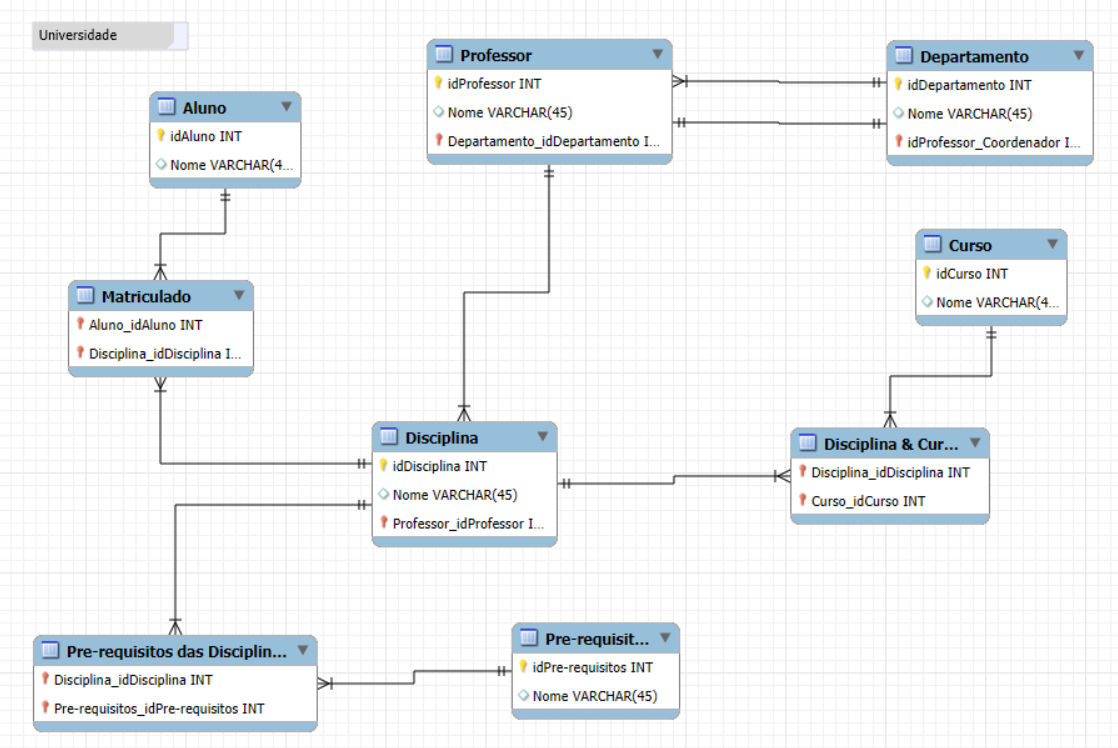 Universidade
Professor
idProfessor INT
Nome VARCHAR(45)
Departamento_idDepartamento I...
Departamento
idDepartamento INT
Nome VARCHAR(45)
idProfessor_Coordenador I...
Aluno
idAluno INT
Nome VARCHAR(4...
Curso
idCurso INT
Nome VARCHAR(4...
Matriculado
Aluno_idAluno INT
Disciplina_idDisciplina I...
Disciplina
idDisciplina INT
Nome VARCHAR(45)
Professor_idProfessor I...
Disciplina & Cur...
Disciplina_idDisciplina INT
Curso_idCurso INT
Pre-requisitos das Disciplin...
Disciplina_idDisciplina INT
Pre-requisitos_idPre-requisitos INT
Pre-requisit...
idPre-requisitos INT
Nome VARCHAR(45)